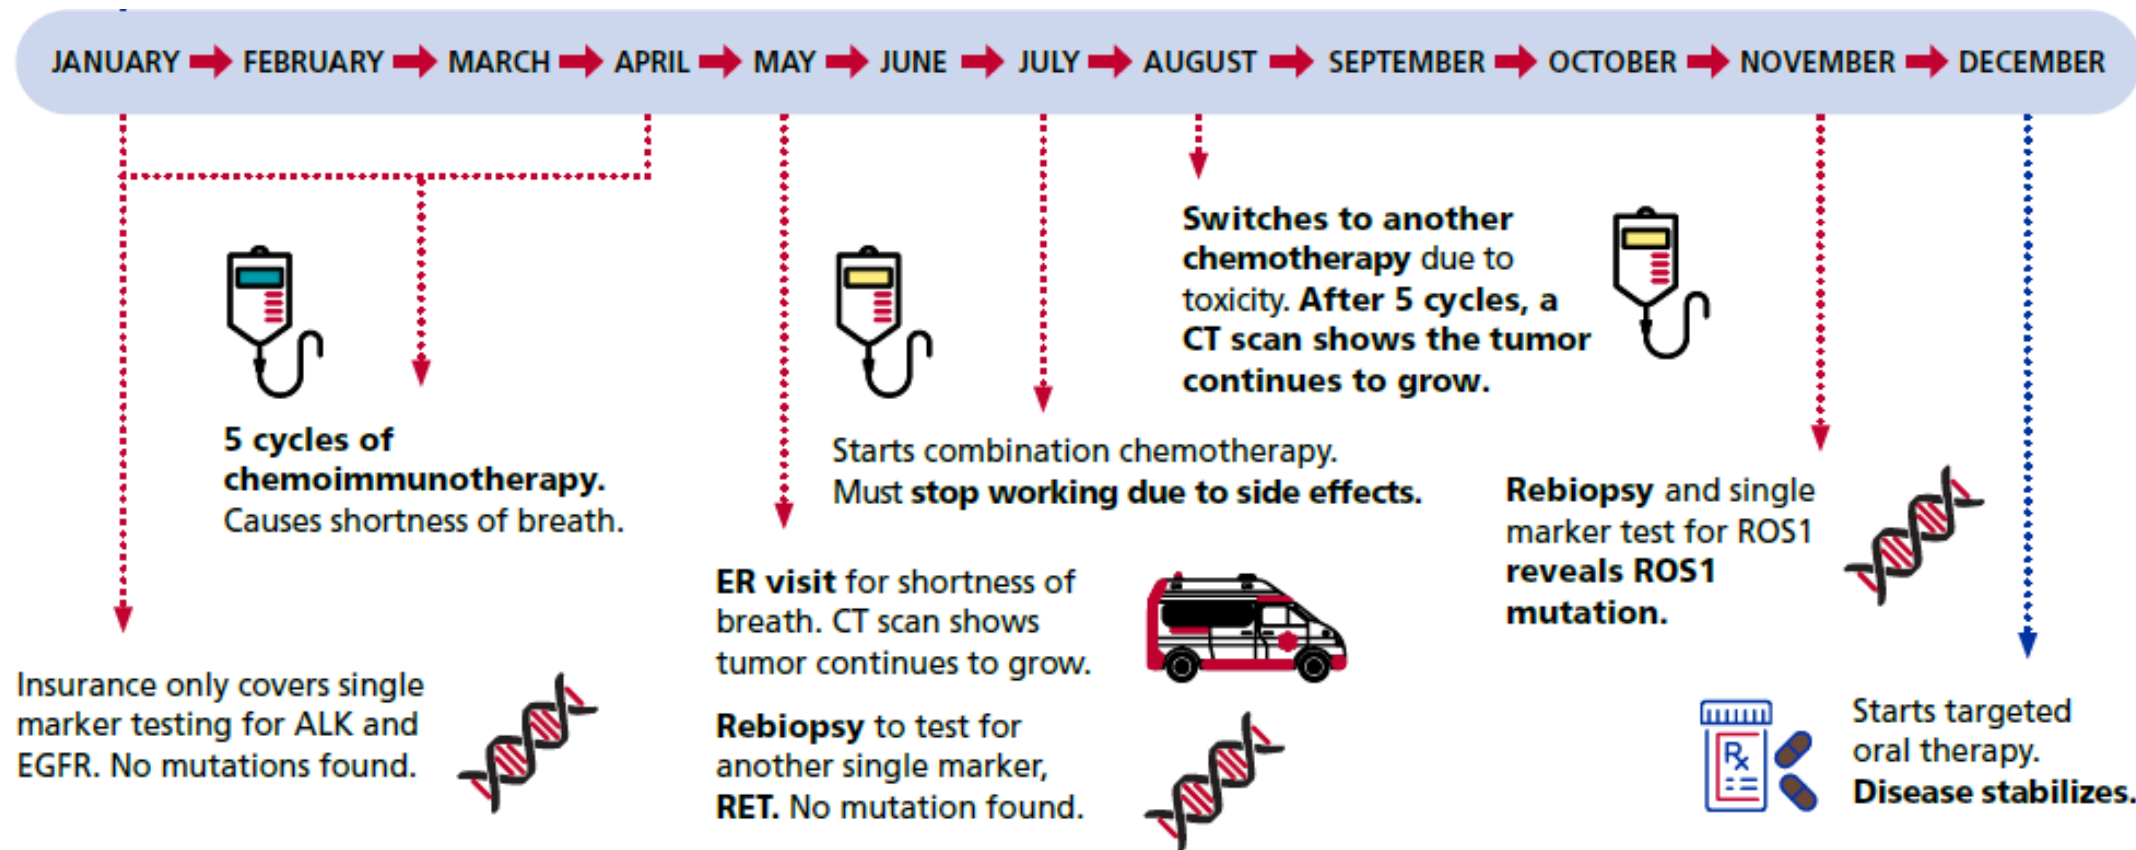 JANUARY FEBRUARY MARCH APRIL MAY JUNE JULY AUGUST SEPTEMBER OCTOBER NOVEMBER DECEMBER
Insurance only covers single
marker testing for ALK and
EGFR. No mutations found.
5 cycles of
chemoimmunotherapy.
Causes shortness of breath.
ER visit for shortness of
breath. CT scan shows
tumor continues to grow.
Rebiopsy to test for
another single marker,
RET. No mutation found.
Starts combination chemotherapy.
Must stop working due to side effects.
Switches to another
chemotherapy due to
toxicity. After 5 cycles, a
CT scan shows the tumor
continues to grow.
Rebiopsy and single
marker test for ROS1
reveals ROS1
mutation.
Rx
Starts targeted
oral therapy.
Disease stabilizes.